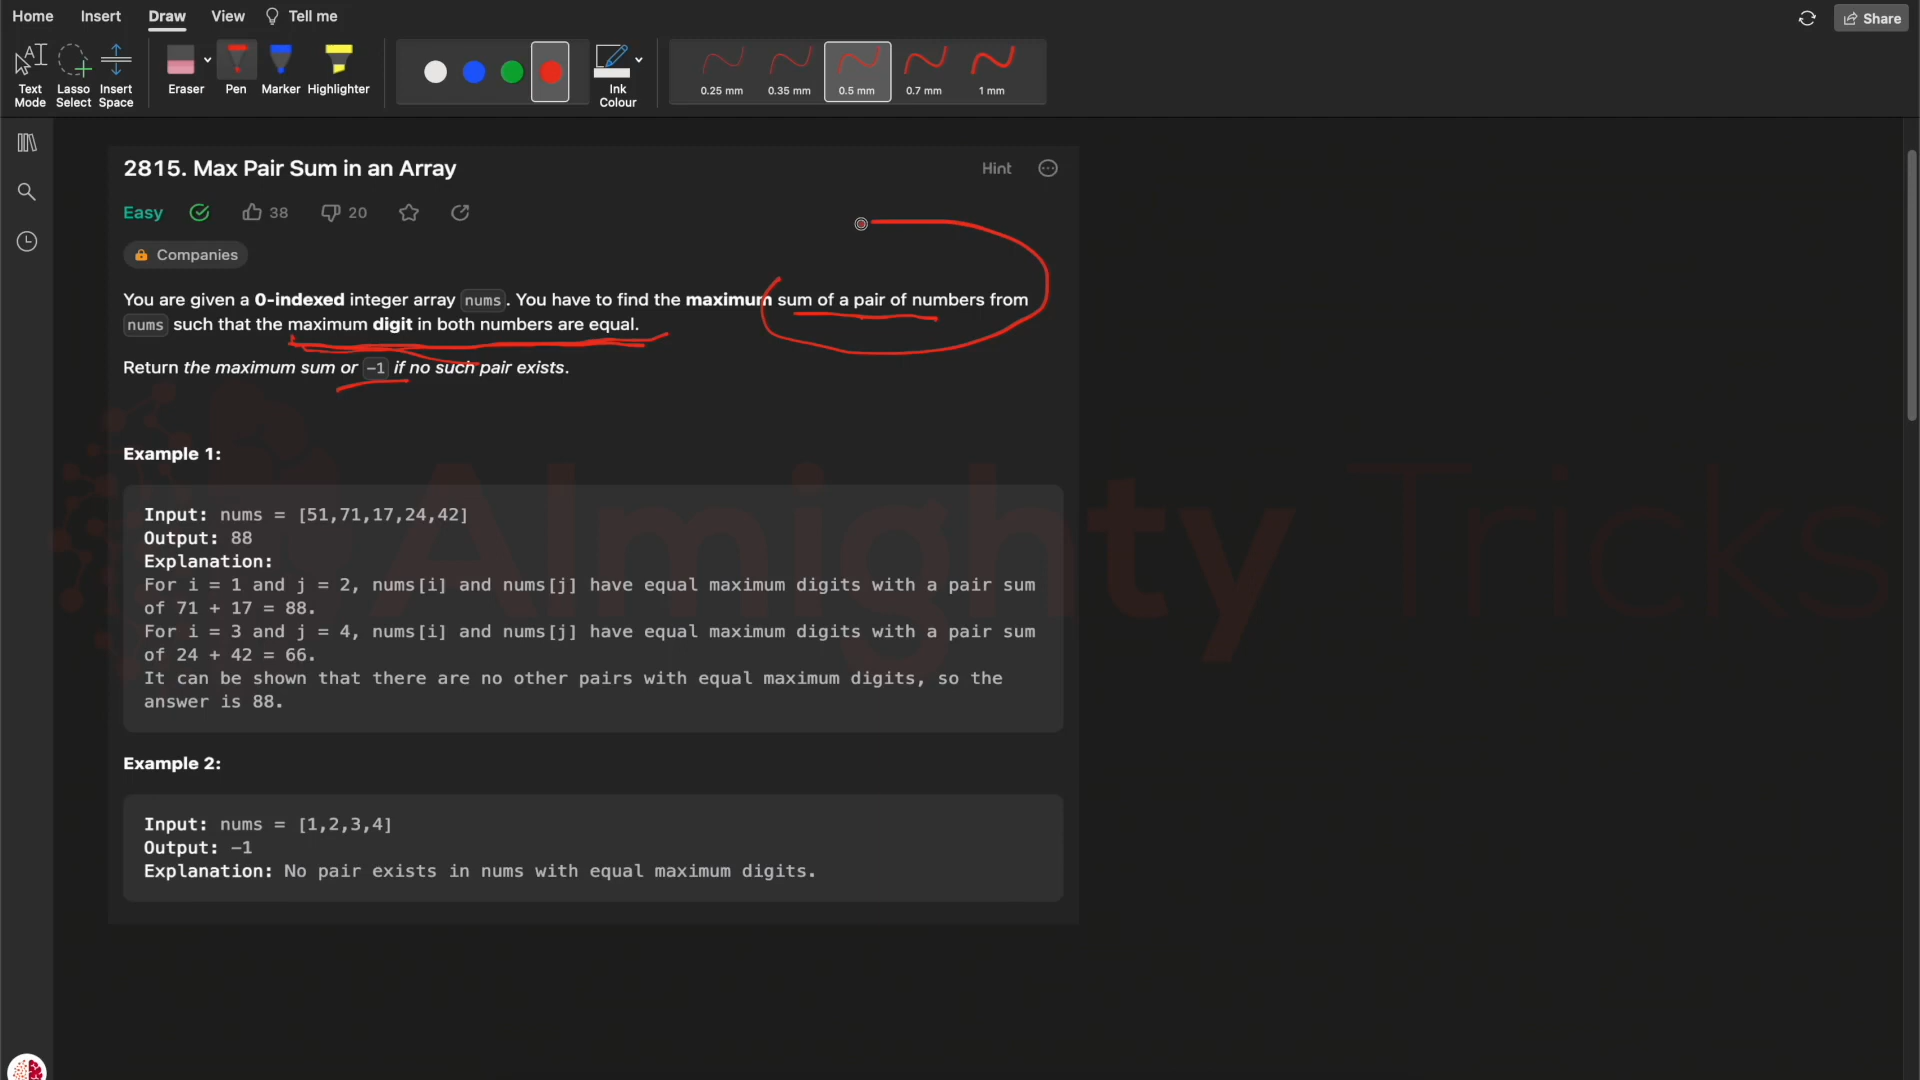 Home Insert Draw View Tell me Share
Text Mode Lasso Select Insert Space Eraser Pen Marker Highlighter Ink Colour 0.25 mm 0.35 mm 0.5 mm 0.7 mm 1 mm
2815. Max Pair Sum in an Array Hint
Easy 38 20
Companies
You are given a 0-indexed integer array nums. You have to find the maximum sum of a pair of numbers from
nums such that the maximum digit in both numbers are equal.
Return the maximum sum or -1 if no such pair exists.
Example 1:
Input: nums = [51,71,17,24,42]
Output: 88
Explanation:
For i = 1 and j = 2, nums[i] and nums[j] have equal maximum digits with a pair sum
of 71 + 17 = 88.
For i = 3 and j = 4, nums[i] and nums[j] have equal maximum digits with a pair sum
of 24 + 42 = 66.
It can be shown that there are no other pairs with equal maximum digits, so the
answer is 88.
Almighty Tricks
Example 2:
Input: nums = [1,2,3,4]
Output: -1
Explanation: No pair exists in nums with equal maximum digits.